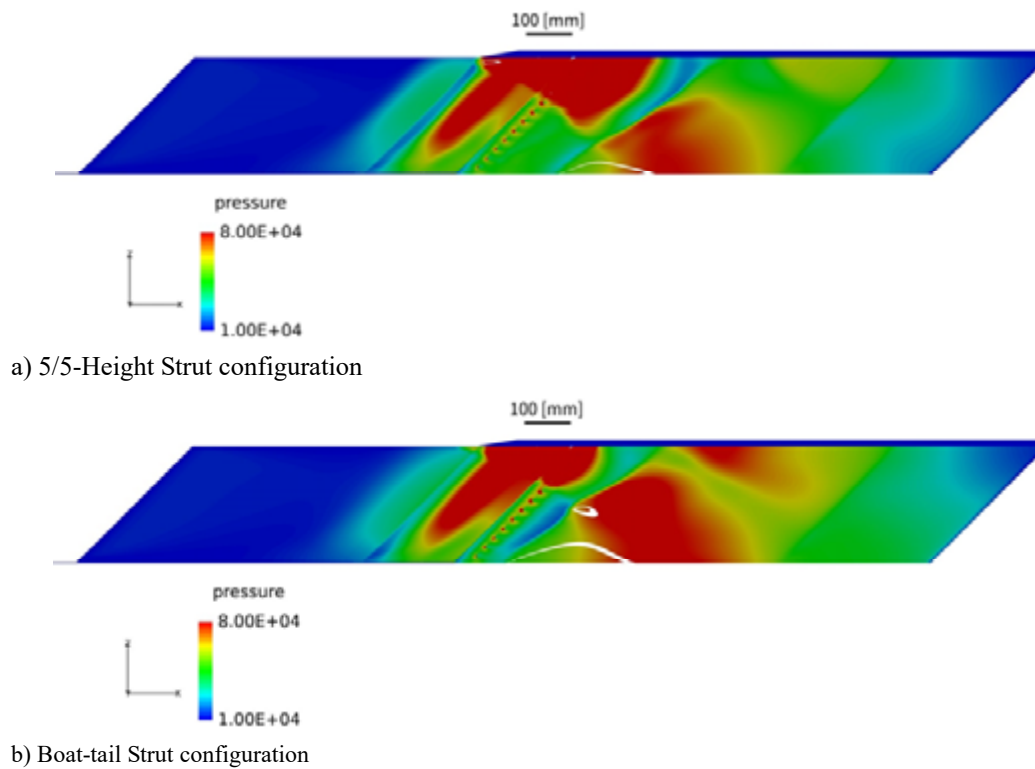 100 [mm]
pressure
8.00E+04
z
x
1.00E+04
a) 5/5-Height Strut configuration
100 [mm]
pressure
8.00E+04
z
x
1.00E+04
b) Boat-tail Strut configuration